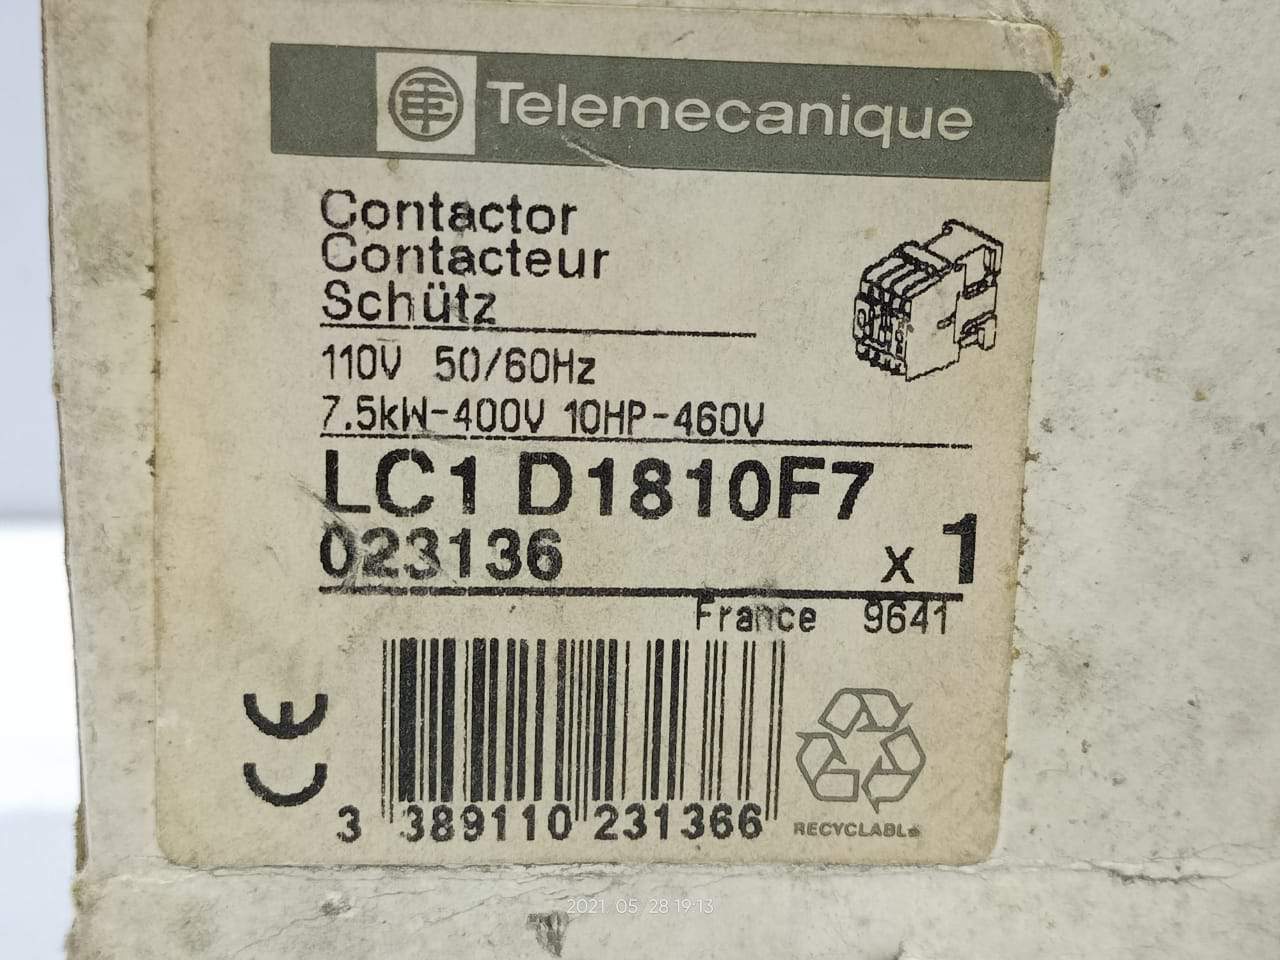 Telemecanique
Contactor
Contacteur
Schütz
110V 50/60Hz
7.5kW-400V 10HP-460V
LC1 D1810F7
023136 x 1
France 9641
CE
3 389110 231366
RECYCLABLE
2021 05 28 19:13